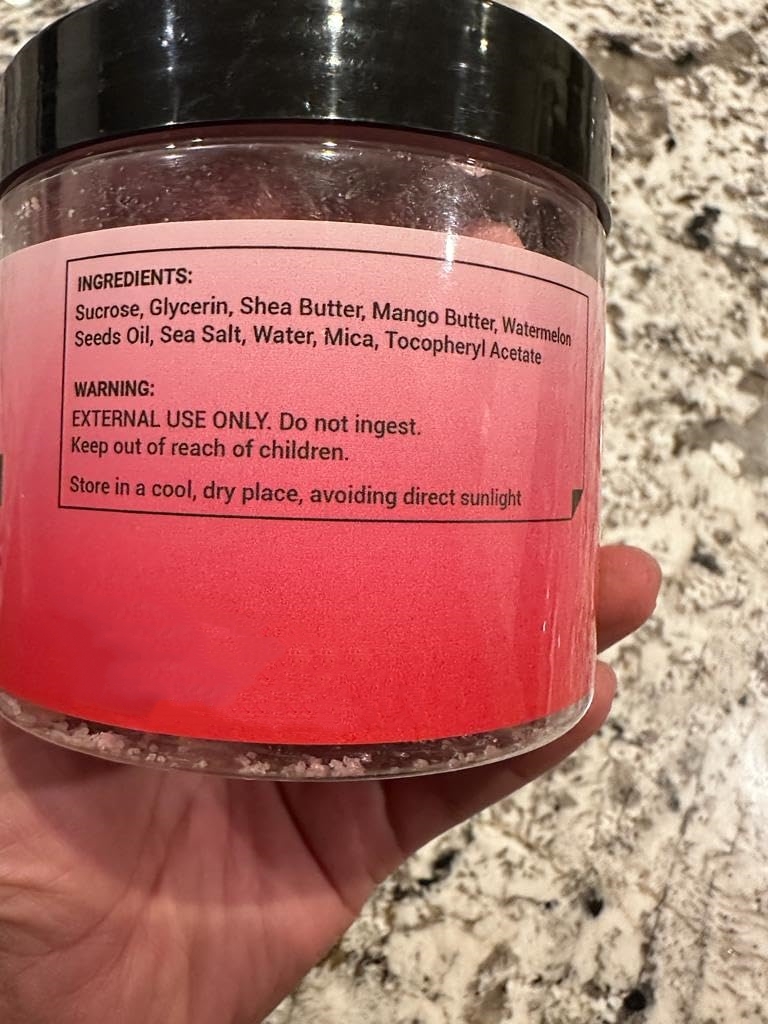 INGREDIENTS:
Sucrose, Glycerin, Shea Butter, Mango Butter, Watermelon
Seeds Oil, Sea Salt, Water, Mica, Tocopheryl Acetate
WARNING:
EXTERNAL USE ONLY. Do not ingest.
Keep out of reach of children.
Store in a cool, dry place, avoiding direct sunlight